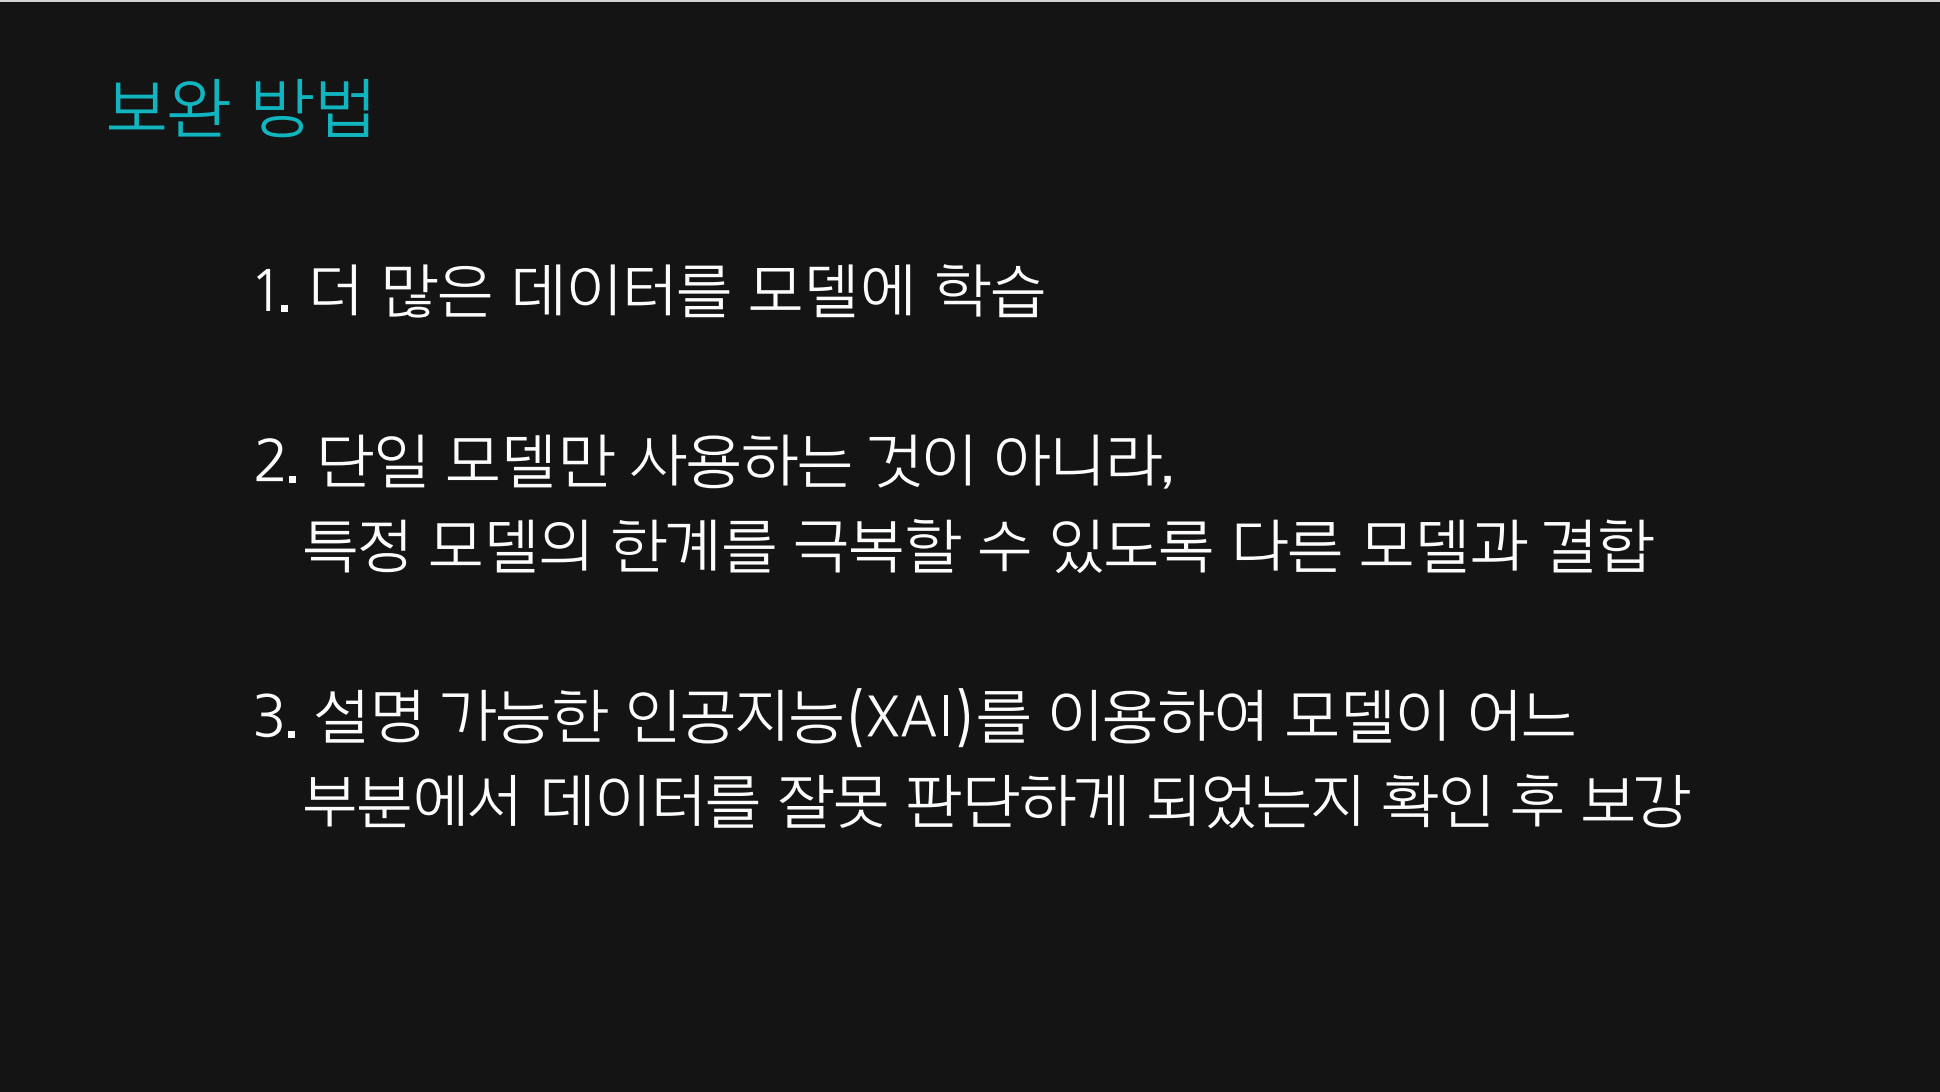 보완 방법
1. 더 많은 데이터를 모델에 학습
2. 단일 모델만 사용하는 것이 아니라,
특정 모델의 한계를 극복할 수 있도록 다른 모델과 결합
3. 설명 가능한 인공지능(XAI)를 이용하여 모델이 어느
부분에서 데이터를 잘못 판단하게 되었는지 확인 후 보강